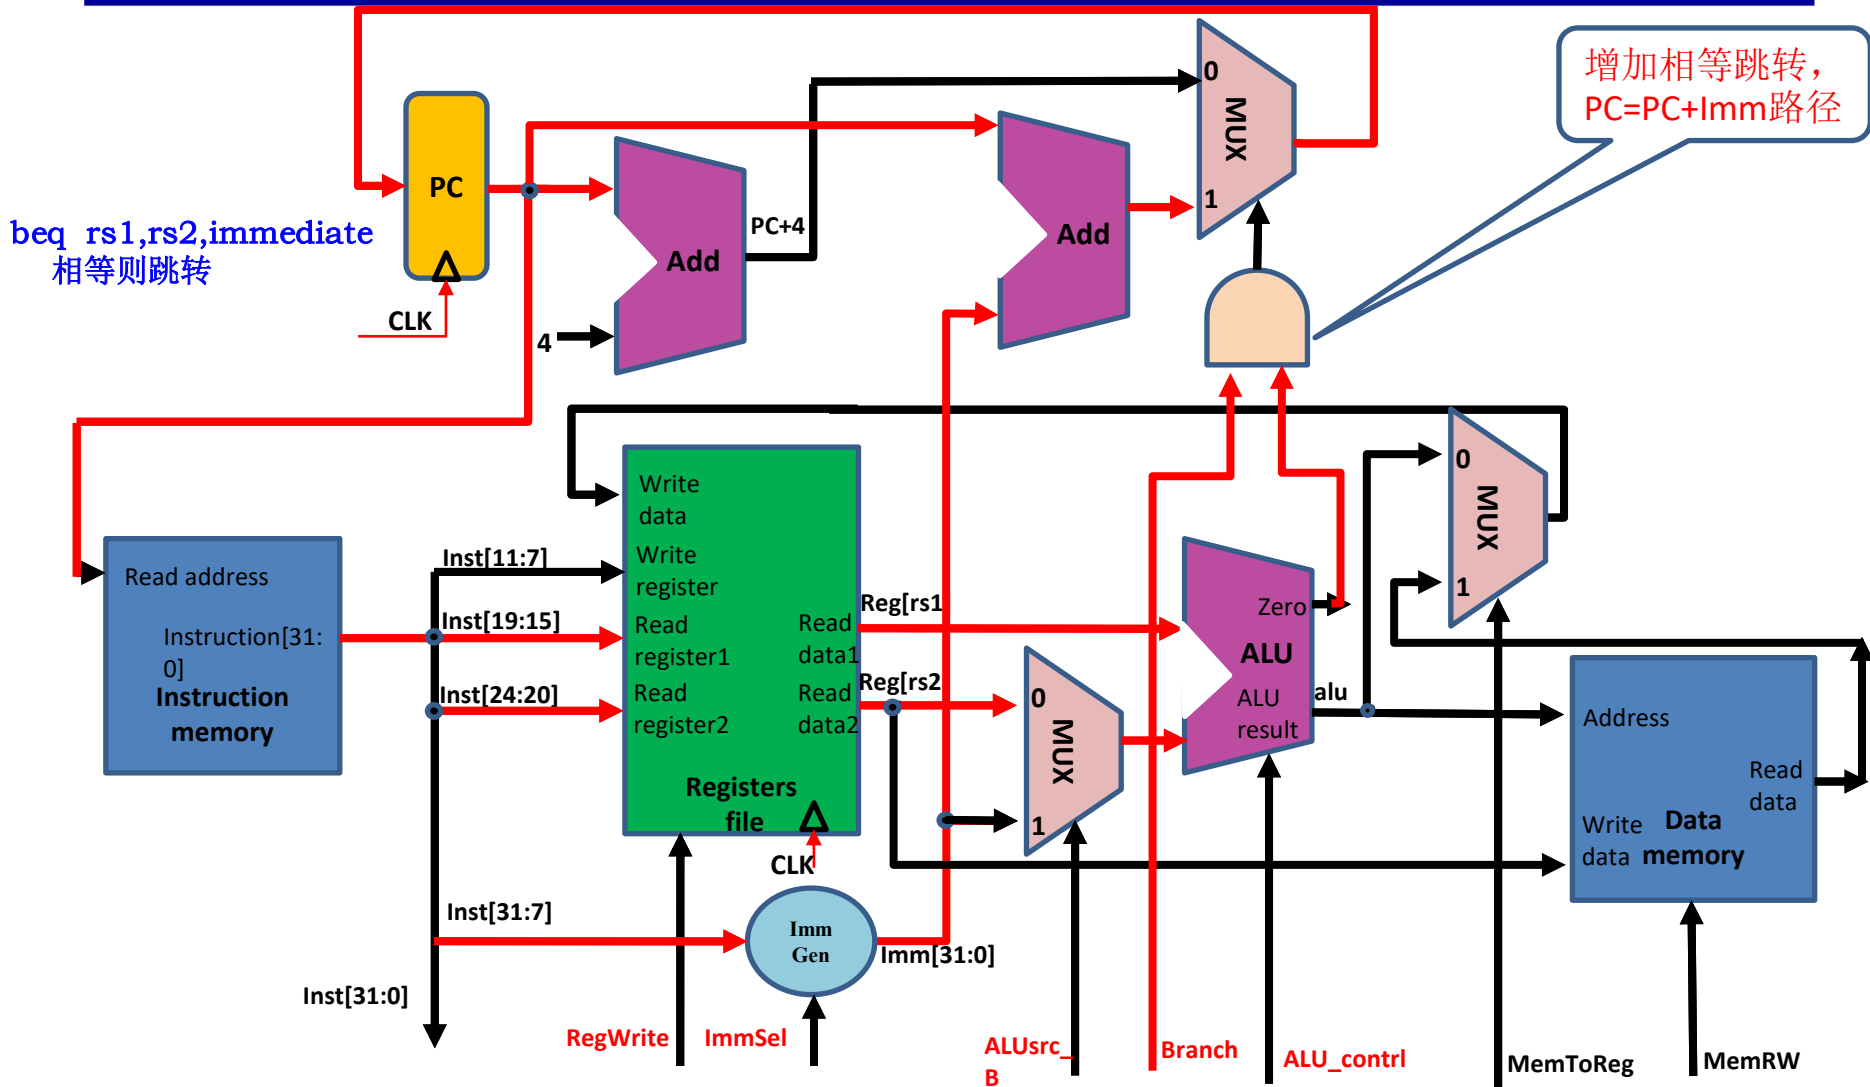 增加相等跳转，
PC=PC+Imm路径
0
MUX
1
PC
beq rs1,rs2,immediate
相等则跳转
CLK
Add
PC+4
4
Add
Write
data
Write
register
Read
register1
Read
register2
Read
data1
Read
data2
Registers
file
CLK
Read address
Instruction[31:
0]
Instruction
memory
Inst[11:7]
Inst[19:15]
Inst[24:20]
Inst[31:7]
Inst[31:0]
Reg[rs1
Reg[rs2
0
MUX
1
Zero
ALU
ALU
result
alu
0
MUX
1
Address
Read
data
Write
data
Data
memory
Imm
Gen
Imm[31:0]
RegWrite
ImmSel
ALUsrc_
B
Branch
ALU_contrl
MemToReg
MemRW